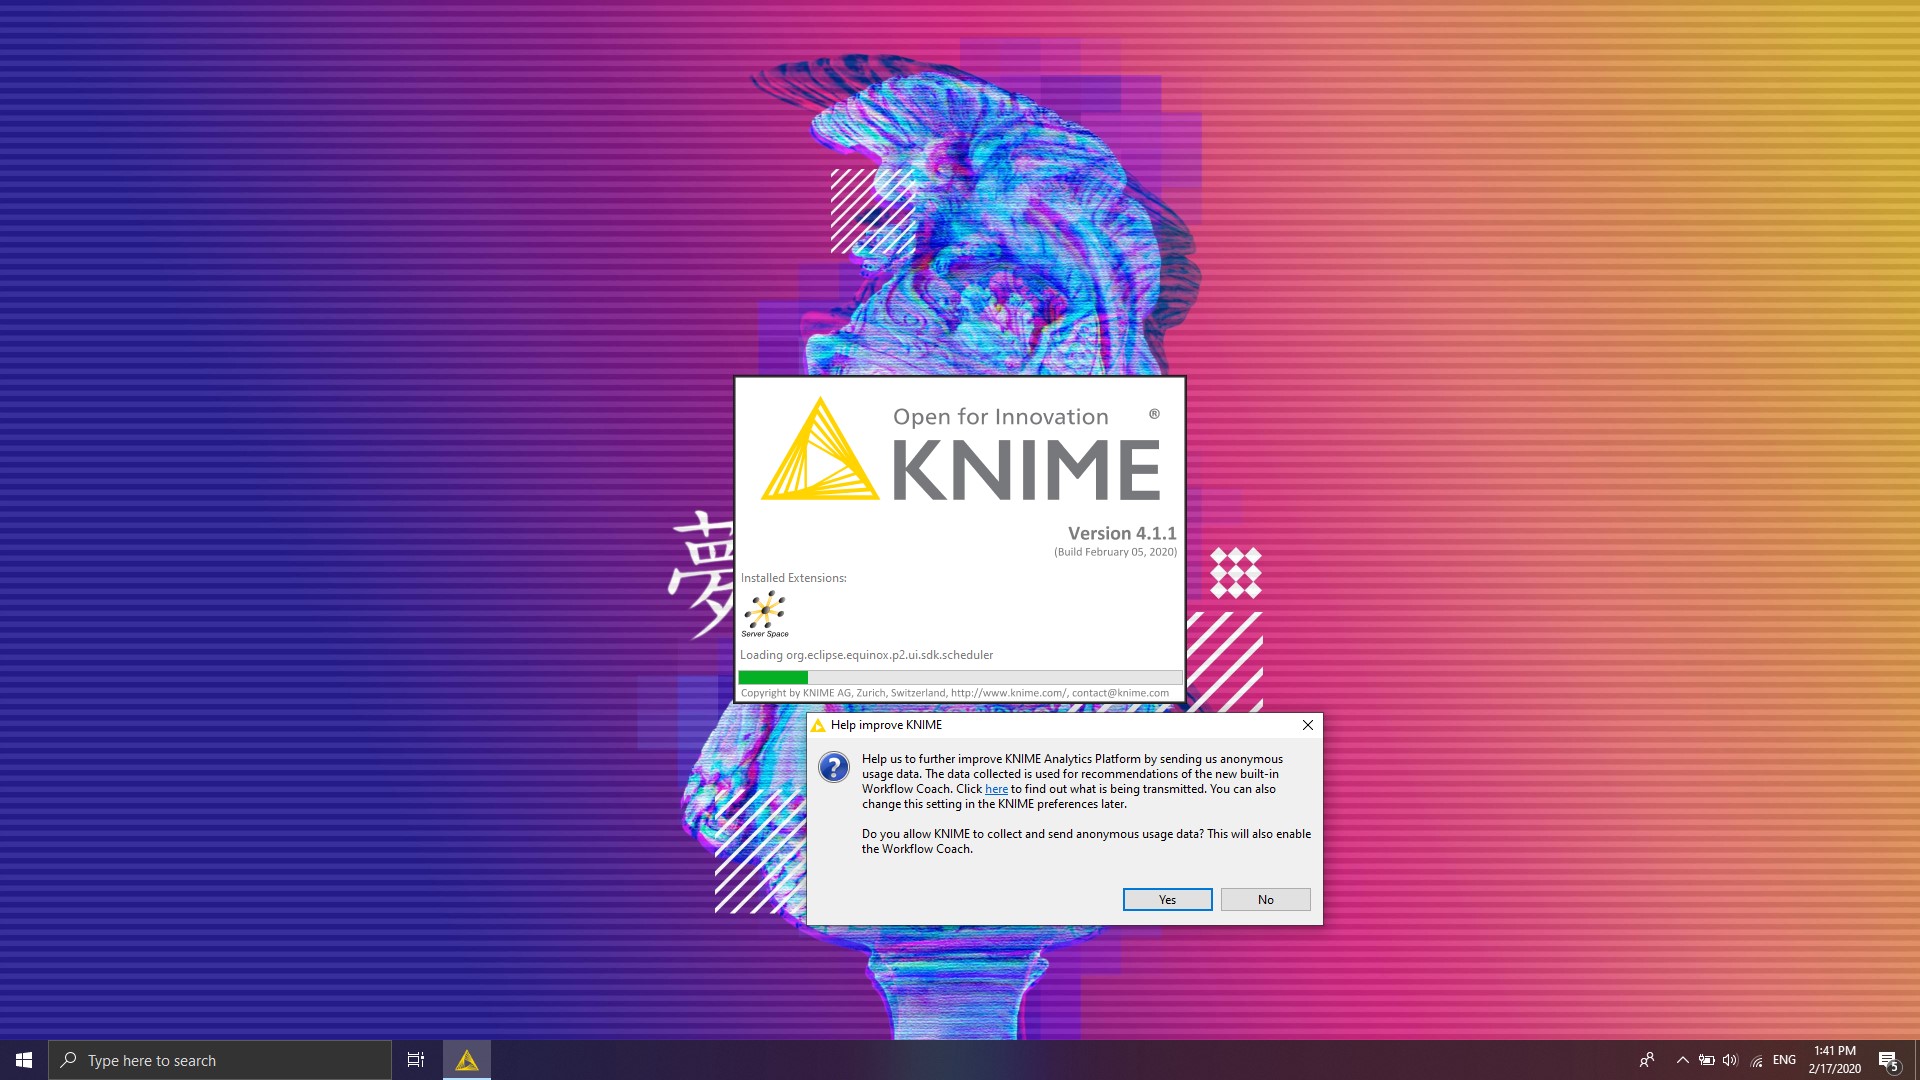 Open for Innovation ®
KNIME
Version 4.1.1
(Build February 05, 2020)
夢
Installed Extensions:
Server Space
Loading org.eclipse.equinox.p2.ui.sdk.scheduler
Copyright by KNIME AG, Zurich, Switzerland, http://www.knime.com/, contact@knime.com
Help improve KNIME
Help us to further improve KNIME Analytics Platform by sending us anonymous
usage data. The data collected is used for recommendations of the new built-in
Workflow Coach. Click here to find out what is being transmitted. You can also
change this setting in the KNIME preferences later.
Do you allow KNIME to collect and send anonymous usage data? This will also enable
the Workflow Coach.
Yes No
Type here to search
ENG
1:41 PM
2/17/2020
5